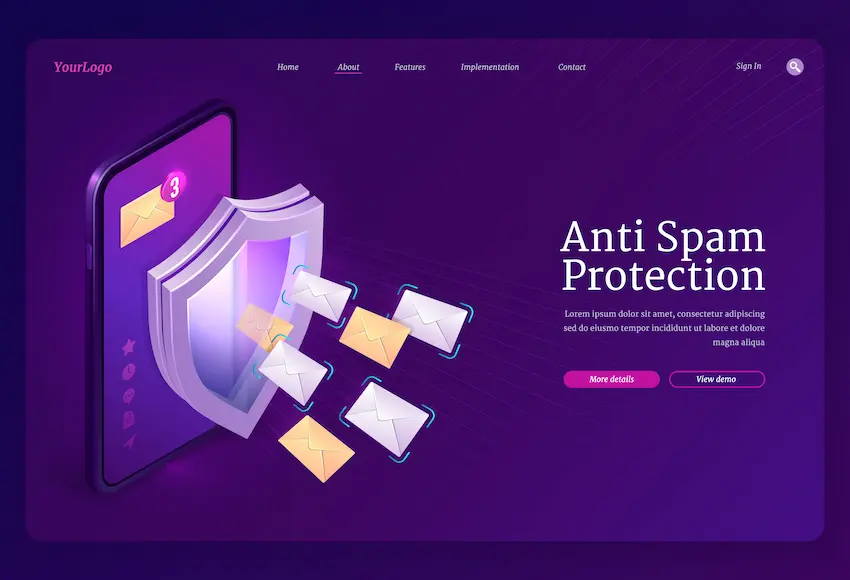 YourLogo
Home
About
Features
Implementation
Contact
Sign In
3
Anti Spam
Protection
Lorem ipsum dolor sit amet, consectetur adipiscing
sed do eiusmo tempor incididunt ut labore et dolore
magna aliqua
More details
View demo